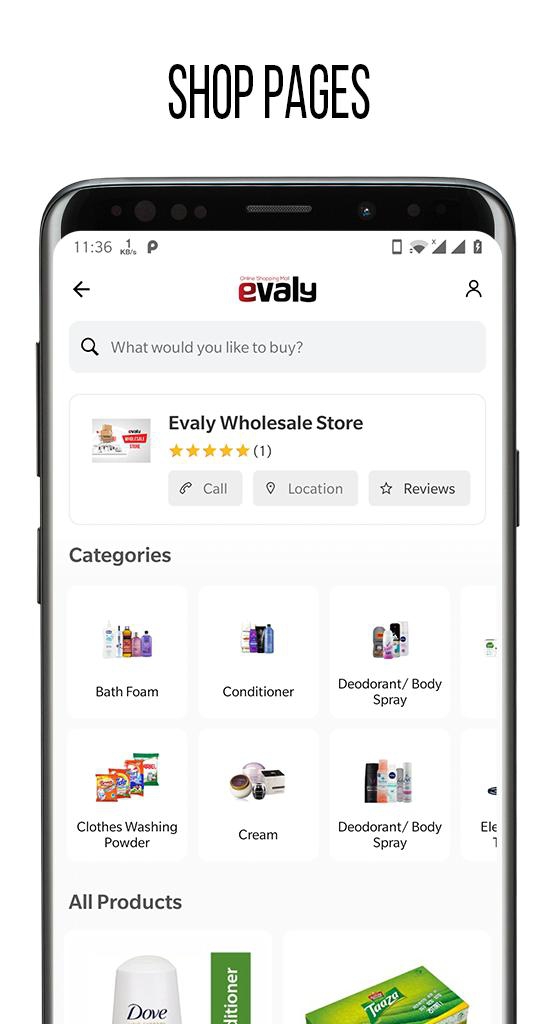 SHOP PAGES
11:36
1
KB/s
Online Shopping Mall
evaly
What would you like to buy?
evaly
WHOLESALE
STORE
Evaly Wholesale Store
(1)
Call
Location
Reviews
Categories
Bath Foam
Conditioner
Deodorant/ Body
Spray
Clothes Washing
Powder
Cream
Deodorant/ Body
Spray
Ele
T
All Products
Dove
ditioner
Taaza